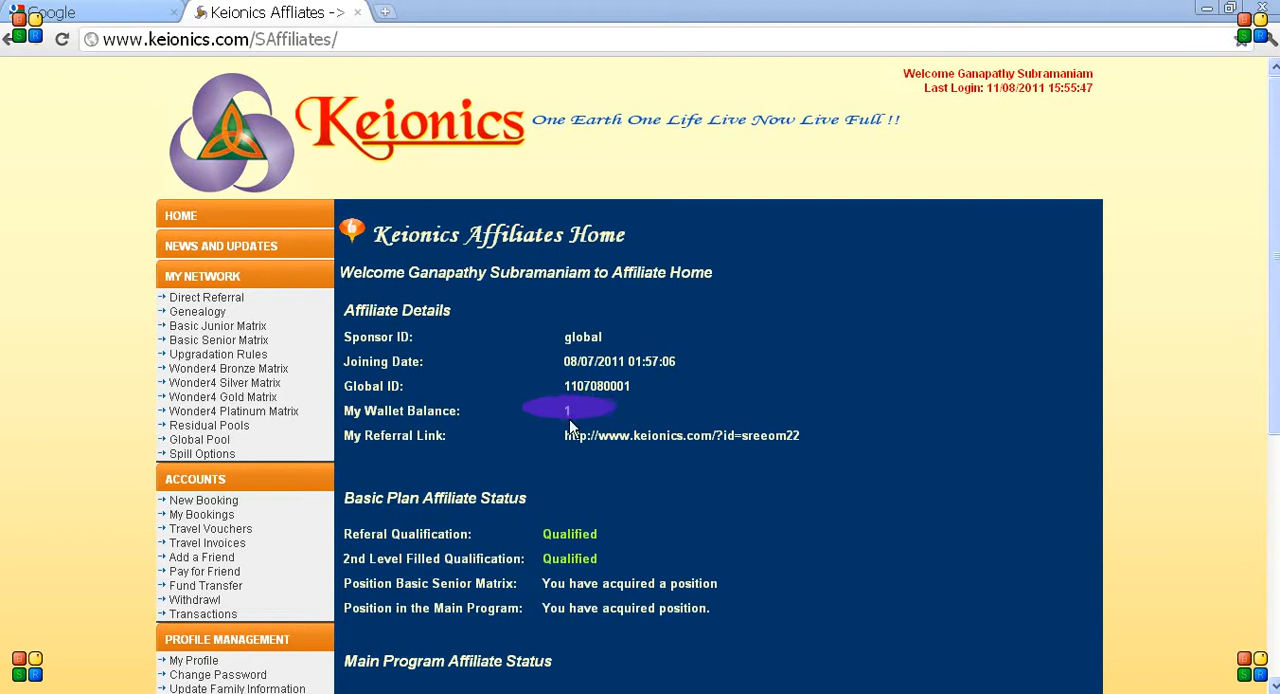 Google
Keionics Affliates ->
www.keionics.com/SAffiliates/
Welcome Ganapathy Subramaniam
Last Login: 11/08/2011 15:55:47
Keionics
One Earth One Life Live Now Live Full !!
HOME
NEWS AND UPDATES
MY NETWORK
Direct Referral
Genealogy
Basic Junior Matrix
Basic Senior Matrix
Upgradation Rules
Wonder4 Bronze Matrix
Wonder4 Silver Matrix
Wonder4 Gold Matrix
Wonder4 Platinum Matrix
Residual Pools
Global Pool
Spill Options
ACCOUNTS
New Booking
My Bookings
Travel Vouchers
Travel Invoices
Add a Friend
Pay for Friend
Fund Transfer
Withdrawl
Transactions
PROFILE MANAGEMENT
My Profile
Change Password
Update Family Information
Keionics Affiliates Home
Welcome Ganapathy Subramaniam to Affiliate Home
Affiliate Details
Sponsor ID: global
Joining Date: 08/07/2011 01:57:06
Global ID: 1107080001
My Wallet Balance: 1
My Referral Link: http://www.keionics.com/?id=sreeom22
Basic Plan Affiliate Status
Referal Qualification: Qualified
2nd Level Filled Qualification: Qualified
Position Basic Senior Matrix: You have acquired a position
Position in the Main Program: You have acquired position.
Main Program Affiliate Status